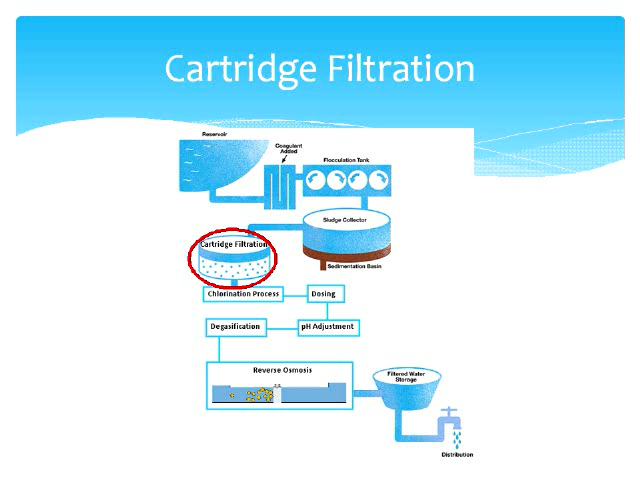 Cartridge Filtration
Reservoir
Coagulant
Added
Flocculation Tank
Sludge Collector
Cartridge Filtration
Sedimentation Basin
Chlorination Process
Dosing
Degasification
pH Adjustment
Reverse Osmosis
Filtered Water
Storage
Distribution